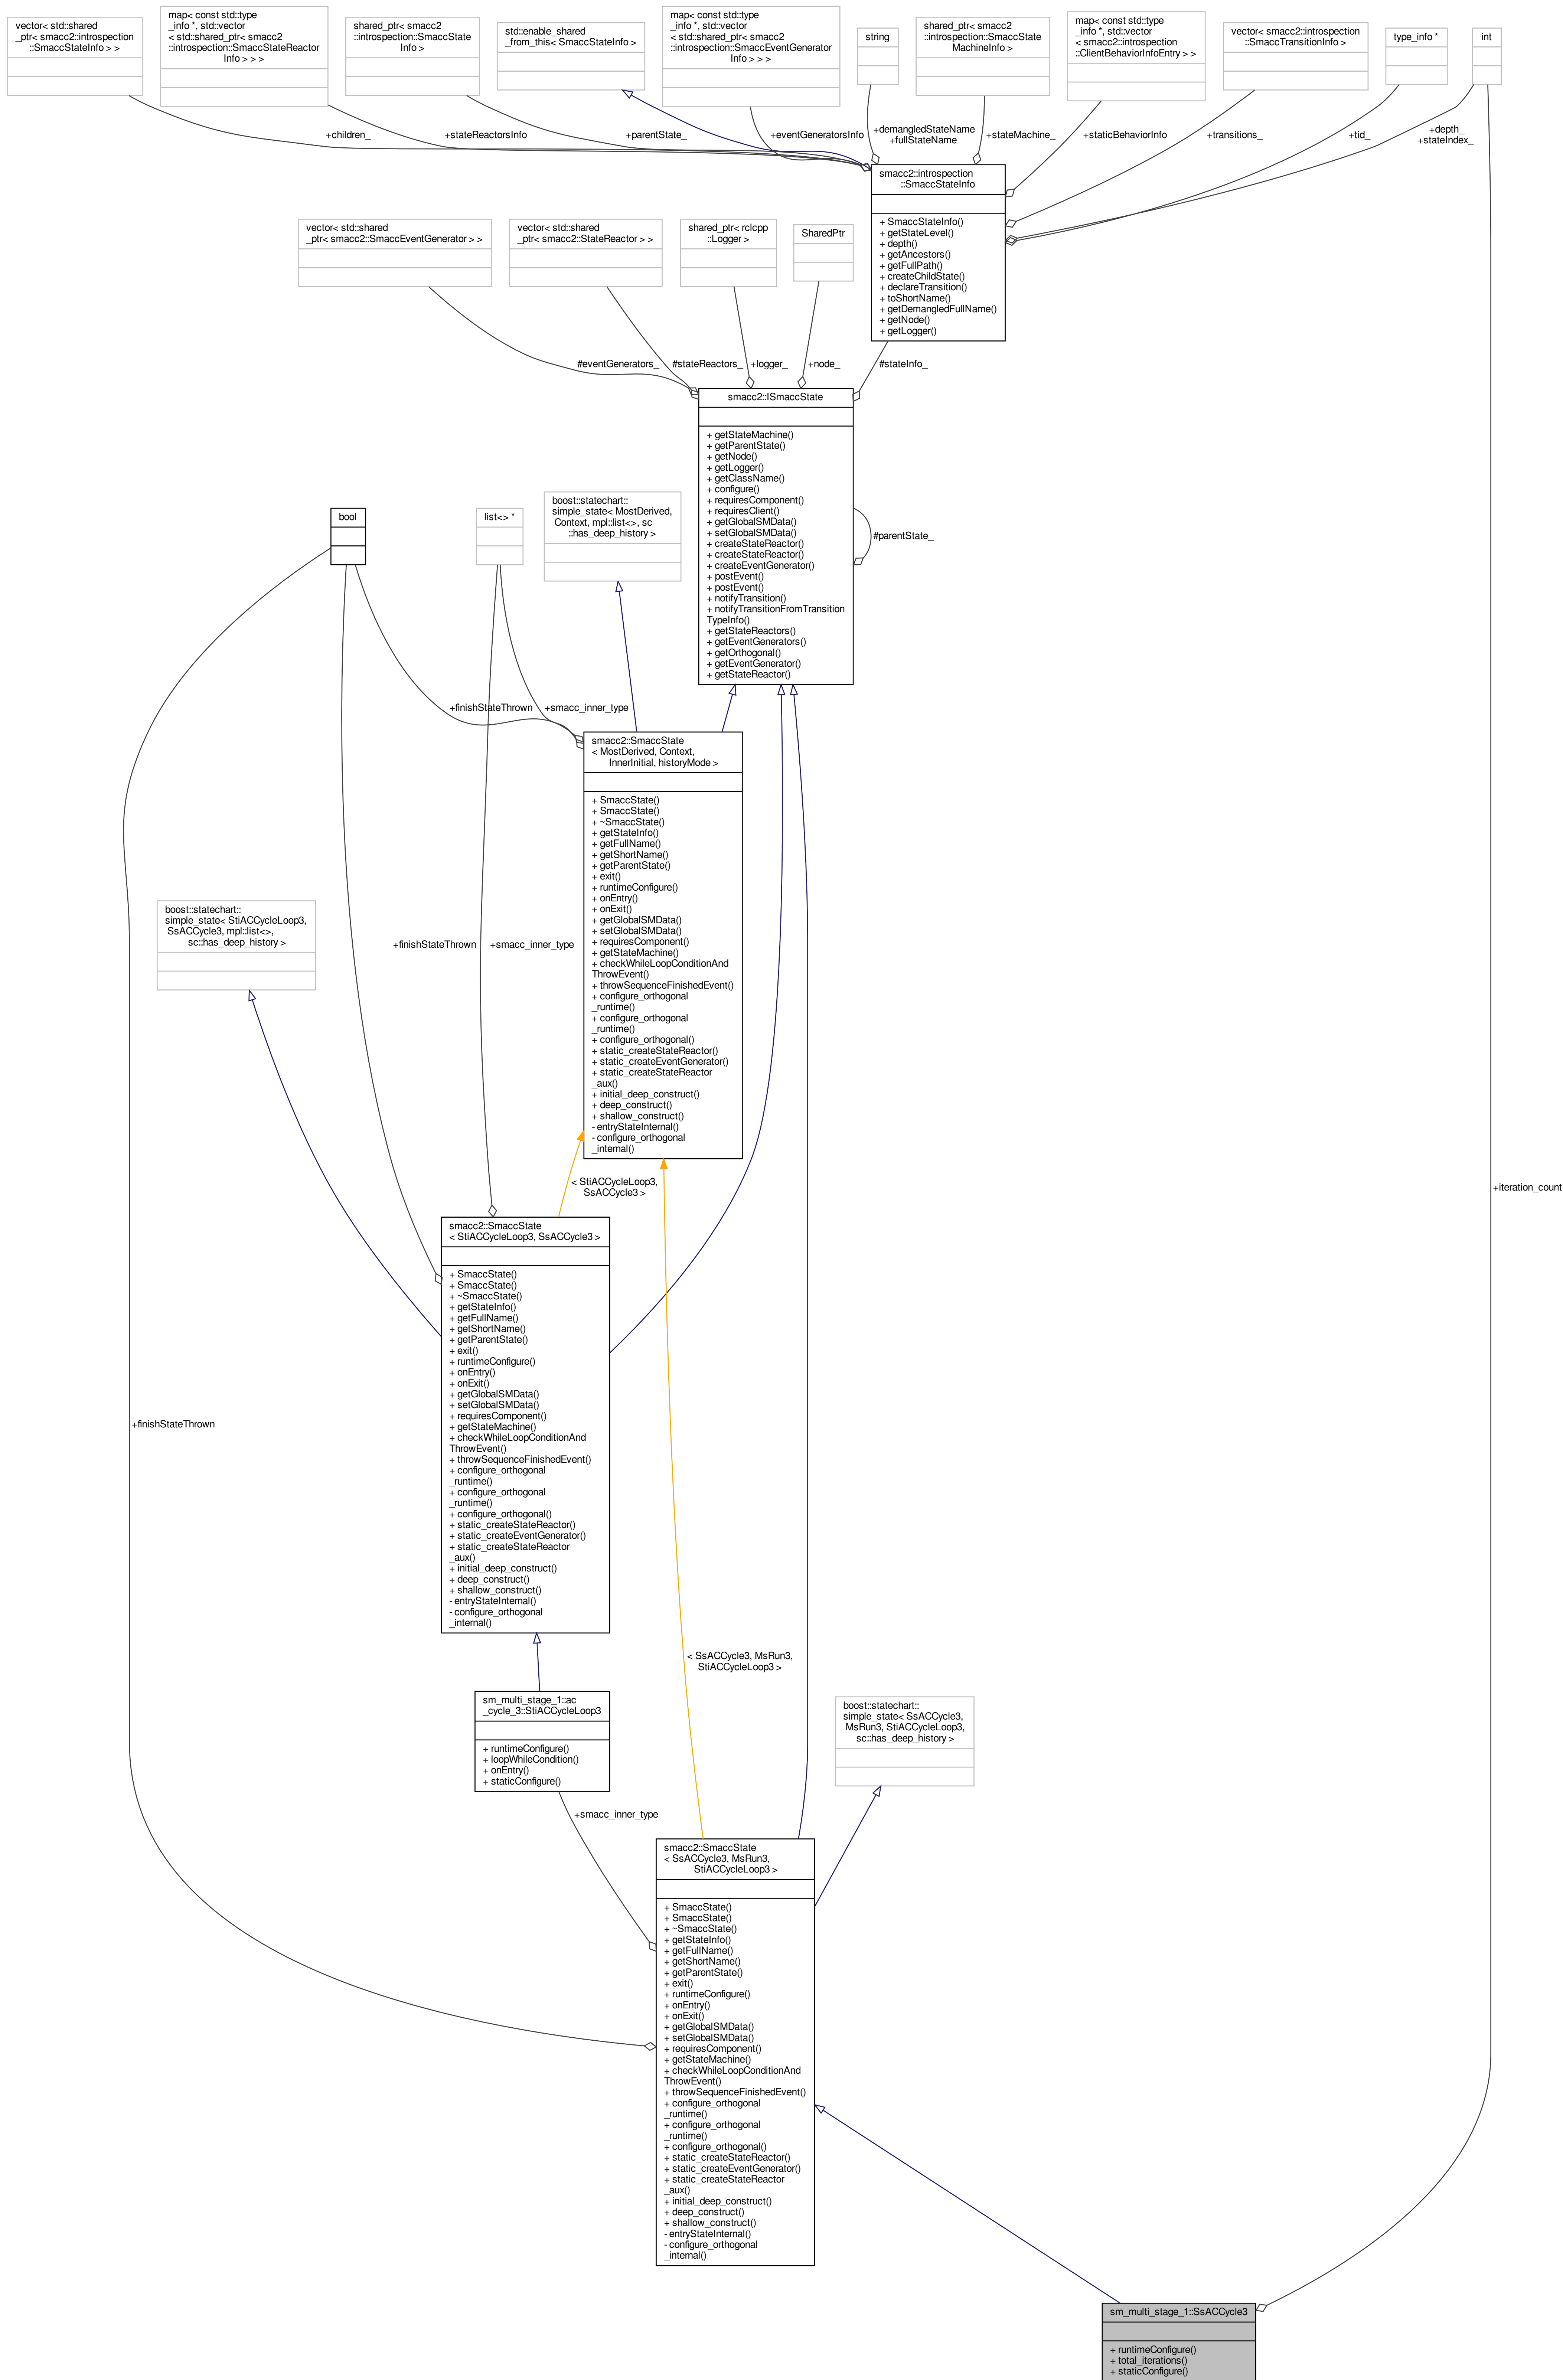 vector< std::shared
_ptr< smacc2::introspection
::SmaccStateInfo > >
map< const std::type
_info *, std::vector
< std::shared_ptr< smacc2
::introspection::SmaccStateReactor
Info > > >
shared_ptr< smacc2
::introspection::SmaccState
Info >
std::enable_shared
_from_this< SmaccStateInfo >
map< const std::type
_info *, std::vector
< std::shared_ptr< smacc2
::introspection::SmaccEventGenerator
Info > > >
string
shared_ptr< smacc2
::introspection::SmaccState
MachineInfo >
map< const std::type
_info *, std::vector
< smacc2::introspection
::ClientBehaviorInfoEntry > >
vector< smacc2::introspection
::SmaccTransitionInfo >
type_info *
int
+children_
+stateReactorsInfo
+parentState_
+eventGeneratorsInfo
+demangledStateName
+fullStateName
+stateMachine_
+staticBehaviorInfo
+transitions_
+tid_
+depth_
+stateIndex_
smacc2::introspection
::SmaccStateInfo
+ SmaccStateInfo()
+ getStateLevel()
+ depth()
+ getAncestors()
+ getFullPath()
+ createChildState()
+ declareTransition()
+ toShortName()
+ getDemangledFullName()
+ getNode()
+ getLogger()
vector< std::shared
_ptr< smacc2::SmaccEventGenerator > >
vector< std::shared
_ptr< smacc2::StateReactor > >
shared_ptr< rclcpp
::Logger >
SharedPtr
#eventGenerators_
#stateReactors_
+logger_
+node_
#stateInfo_
smacc2::ISmaccState
+ getStateMachine()
+ getParentState()
+ getNode()
+ getLogger()
+ getClassName()
+ configure()
+ requiresComponent()
+ requiresClient()
+ getGlobalSMData()
+ setGlobalSMData()
+ createStateReactor()
+ createStateReactor()
+ createEventGenerator()
+ postEvent()
+ postEvent()
+ notifyTransition()
+ notifyTransitionFromTransition
TypeInfo()
+ getStateReactors()
+ getEventGenerators()
+ getOrthogonal()
+ getEventGenerator()
+ getStateReactor()
#parentState_
bool
list<> *
boost::statechart::
simple_state< MostDerived,
Context, mpl::list<>, sc
::has_deep_history >
+finishStateThrown
+smacc_inner_type
smacc2::SmaccState
< MostDerived, Context,
InnerInitial, historyMode >
+ SmaccState()
+ SmaccState()
+ ~SmaccState()
+ getStateInfo()
+ getFullName()
+ getShortName()
+ getParentState()
+ exit()
+ runtimeConfigure()
+ onEntry()
+ onExit()
+ getGlobalSMData()
+ setGlobalSMData()
+ requiresComponent()
+ getStateMachine()
+ checkWhileLoopConditionAnd
ThrowEvent()
+ throwSequenceFinishedEvent()
+ configure_orthogonal
_runtime()
+ configure_orthogonal
_runtime()
+ configure_orthogonal()
+ static_createStateReactor()
+ static_createEventGenerator()
+ static_createStateReactor
_aux()
+ initial_deep_construct()
+ deep_construct()
+ shallow_construct()
- entryStateInternal()
- configure_orthogonal
_internal()
boost::statechart::
simple_state< StiACCycleLoop3,
SsACCycle3, mpl::list<>,
sc::has_deep_history >
+finishStateThrown
+smacc_inner_type
< StiACCycleLoop3,
SsACCycle3 >
+iteration_count
smacc2::SmaccState
< StiACCycleLoop3, SsACCycle3 >
+ SmaccState()
+ SmaccState()
+ ~SmaccState()
+ getStateInfo()
+ getFullName()
+ getShortName()
+ getParentState()
+ exit()
+ runtimeConfigure()
+ onEntry()
+ onExit()
+ getGlobalSMData()
+ setGlobalSMData()
+ requiresComponent()
+ getStateMachine()
+ checkWhileLoopConditionAnd
ThrowEvent()
+ throwSequenceFinishedEvent()
+ configure_orthogonal
_runtime()
+ configure_orthogonal
_runtime()
+ configure_orthogonal()
+ static_createStateReactor()
+ static_createEventGenerator()
+ static_createStateReactor
_aux()
+ initial_deep_construct()
+ deep_construct()
+ shallow_construct()
- entryStateInternal()
- configure_orthogonal
_internal()
+finishStateThrown
< SsACCycle3, MsRun3,
StiACCycleLoop3 >
sm_multi_stage_1::ac
_cycle_3::StiACCycleLoop3
+ runtimeConfigure()
+ loopWhileCondition()
+ onEntry()
+ staticConfigure()
boost::statechart::
simple_state< SsACCycle3,
MsRun3, StiACCycleLoop3,
sc::has_deep_history >
+smacc_inner_type
smacc2::SmaccState
< SsACCycle3, MsRun3,
StiACCycleLoop3 >
+ SmaccState()
+ SmaccState()
+ ~SmaccState()
+ getStateInfo()
+ getFullName()
+ getShortName()
+ getParentState()
+ exit()
+ runtimeConfigure()
+ onEntry()
+ onExit()
+ getGlobalSMData()
+ setGlobalSMData()
+ requiresComponent()
+ getStateMachine()
+ checkWhileLoopConditionAnd
ThrowEvent()
+ throwSequenceFinishedEvent()
+ configure_orthogonal
_runtime()
+ configure_orthogonal
_runtime()
+ configure_orthogonal()
+ static_createStateReactor()
+ static_createEventGenerator()
+ static_createStateReactor
_aux()
+ initial_deep_construct()
+ deep_construct()
+ shallow_construct()
- entryStateInternal()
- configure_orthogonal
_internal()
sm_multi_stage_1::SsACCycle3
+ runtimeConfigure()
+ total_iterations()
+ staticConfigure()